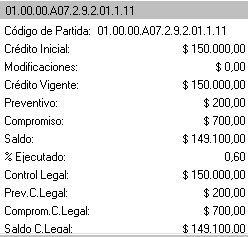 01.00.00.A07.2.9.2.01.1.11
Código de Partida: 01.00.00.A07.2.9.2.01.1.11
Crédito Inicial: $ 150.000,00
Modificaciones: $ 0,00
Crédito Vigente: $ 150.000,00
Preventivo: $ 200,00
Compromiso: $ 700,00
Saldo: $ 149.100,00
% Ejecutado: 0,60
Control Legal: $ 150.000,00
Prev.C.Legal: $ 200,00
Comprom.C.Legal: $ 700,00
Saldo C.Legal: $ 149.100,00